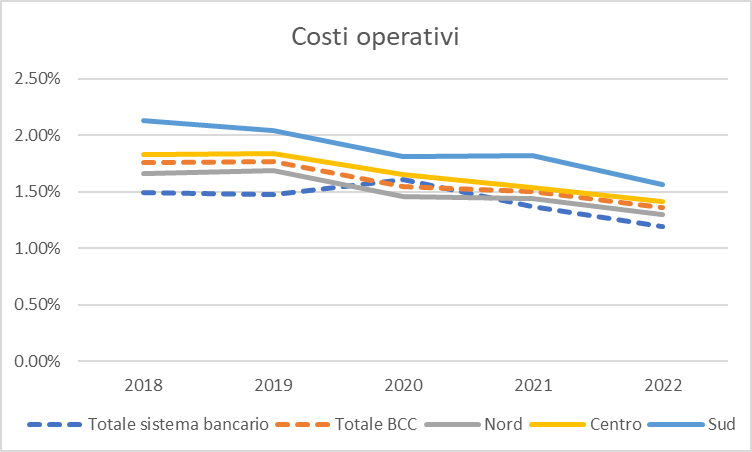 Costi operativi
2.50%
2.00%
1.50%
1.00%
0.50%
0.00%
2018 2019 2020 2021 2022
Totale sistema bancario Totale BCC Nord Centro Sud